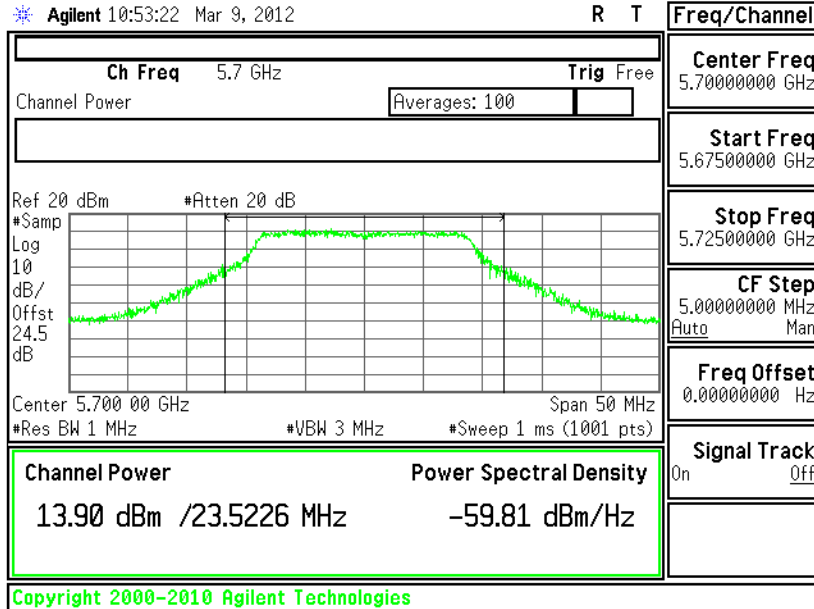 Agilent 10:53:22 Mar 9, 2012 R T
Freq/Channel
Ch Freq 5.7 GHz Trig Free
Channel Power Averages: 100
Center Freq
5.70000000 GHz
Start Freq
5.67500000 GHz
Stop Freq
5.72500000 GHz
CF Step
5.00000000 MHz
Auto Man
Freq Offset
0.00000000 Hz
Signal Track
On Off
Ref 20 dBm #Atten 20 dB
#Samp
Log
10
dB/
Offst
24.5
dB
Center 5.700 00 GHz Span 50 MHz
#Res BW 1 MHz #VBW 3 MHz #Sweep 1 ms (1001 pts)
Channel Power Power Spectral Density
13.90 dBm /23.5226 MHz -59.81 dBm/Hz
Copyright 2000-2010 Agilent Technologies